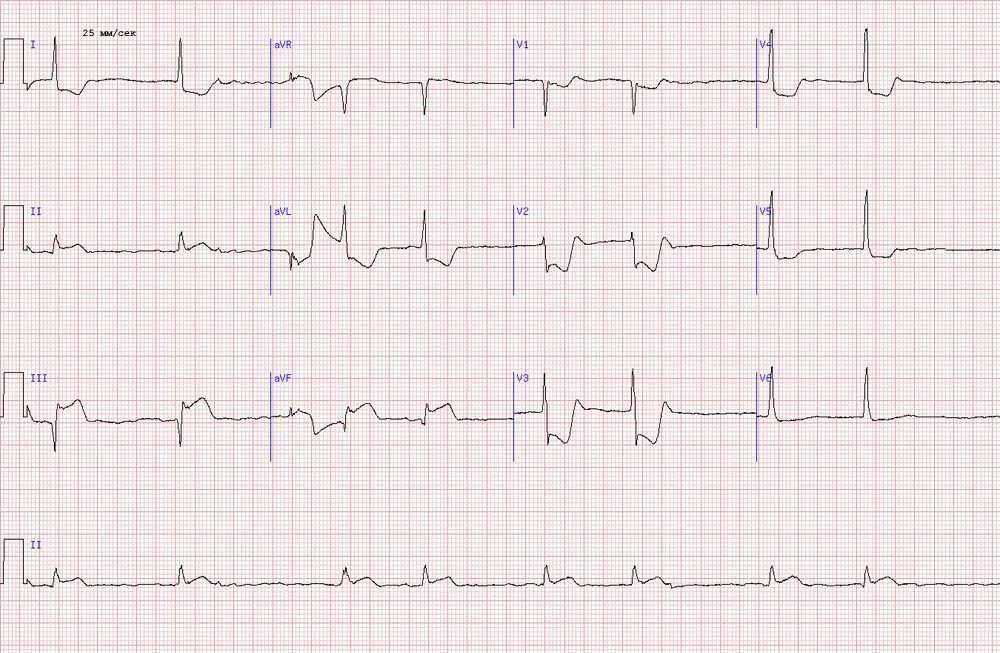 25 мм/сек
I aVR V1 V4
II aVL V2 V5
III aVF V3 V6
II